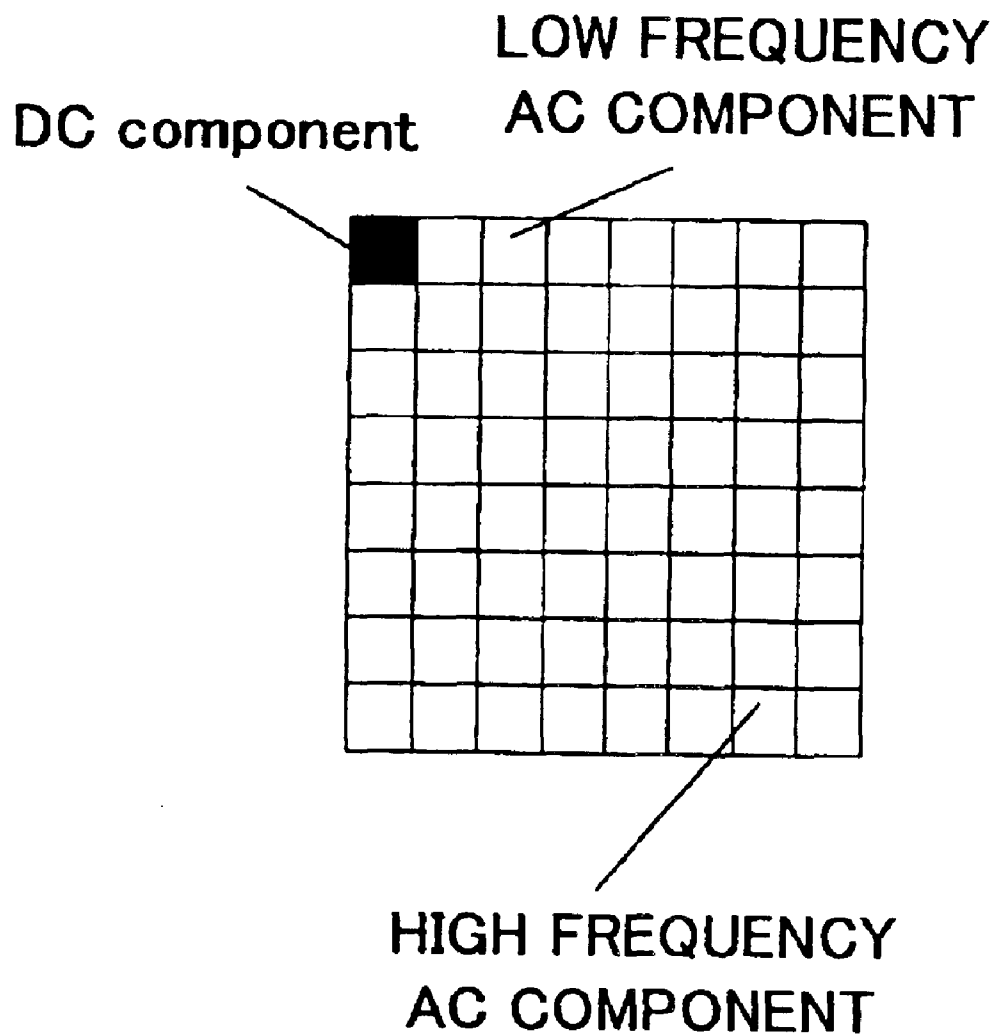 LOW FREQUENCY
AC COMPONENT
DC component
HIGH FREQUENCY
AC COMPONENT